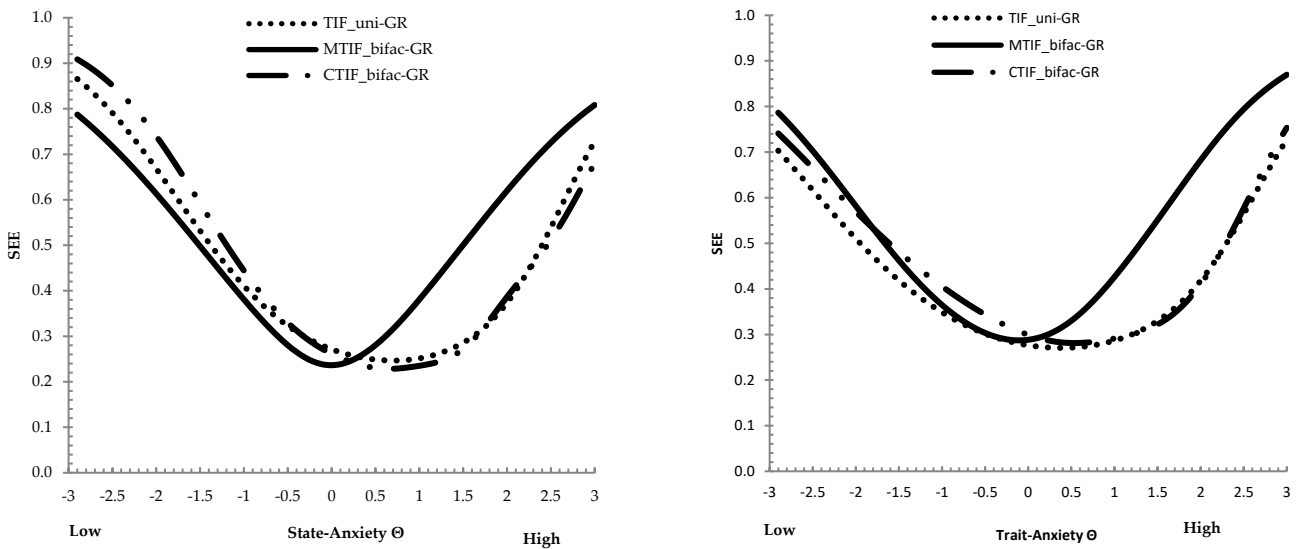 TIF_uni-GR
MTIF_bifac-GR
CTIF_bifac-GR
1.0
0.9
0.8
0.7
0.6
0.5
0.4
0.3
0.2
0.1
0.0
SEE
-3 -2.5 -2 -1.5 -1 -0.5 0 0.5 1 1.5 2 2.5 3
Low State-Anxiety Θ High
TIF_uni-GR
MTIF_bifac-GR
CTIF_bifac-GR
1.0
0.9
0.8
0.7
0.6
0.5
0.4
0.3
0.2
0.1
0.0
SEE
-3 -2.5 -2 -1.5 -1 -0.5 0 0.5 1 1.5 2 2.5 3
Low Trait-Anxiety Θ High